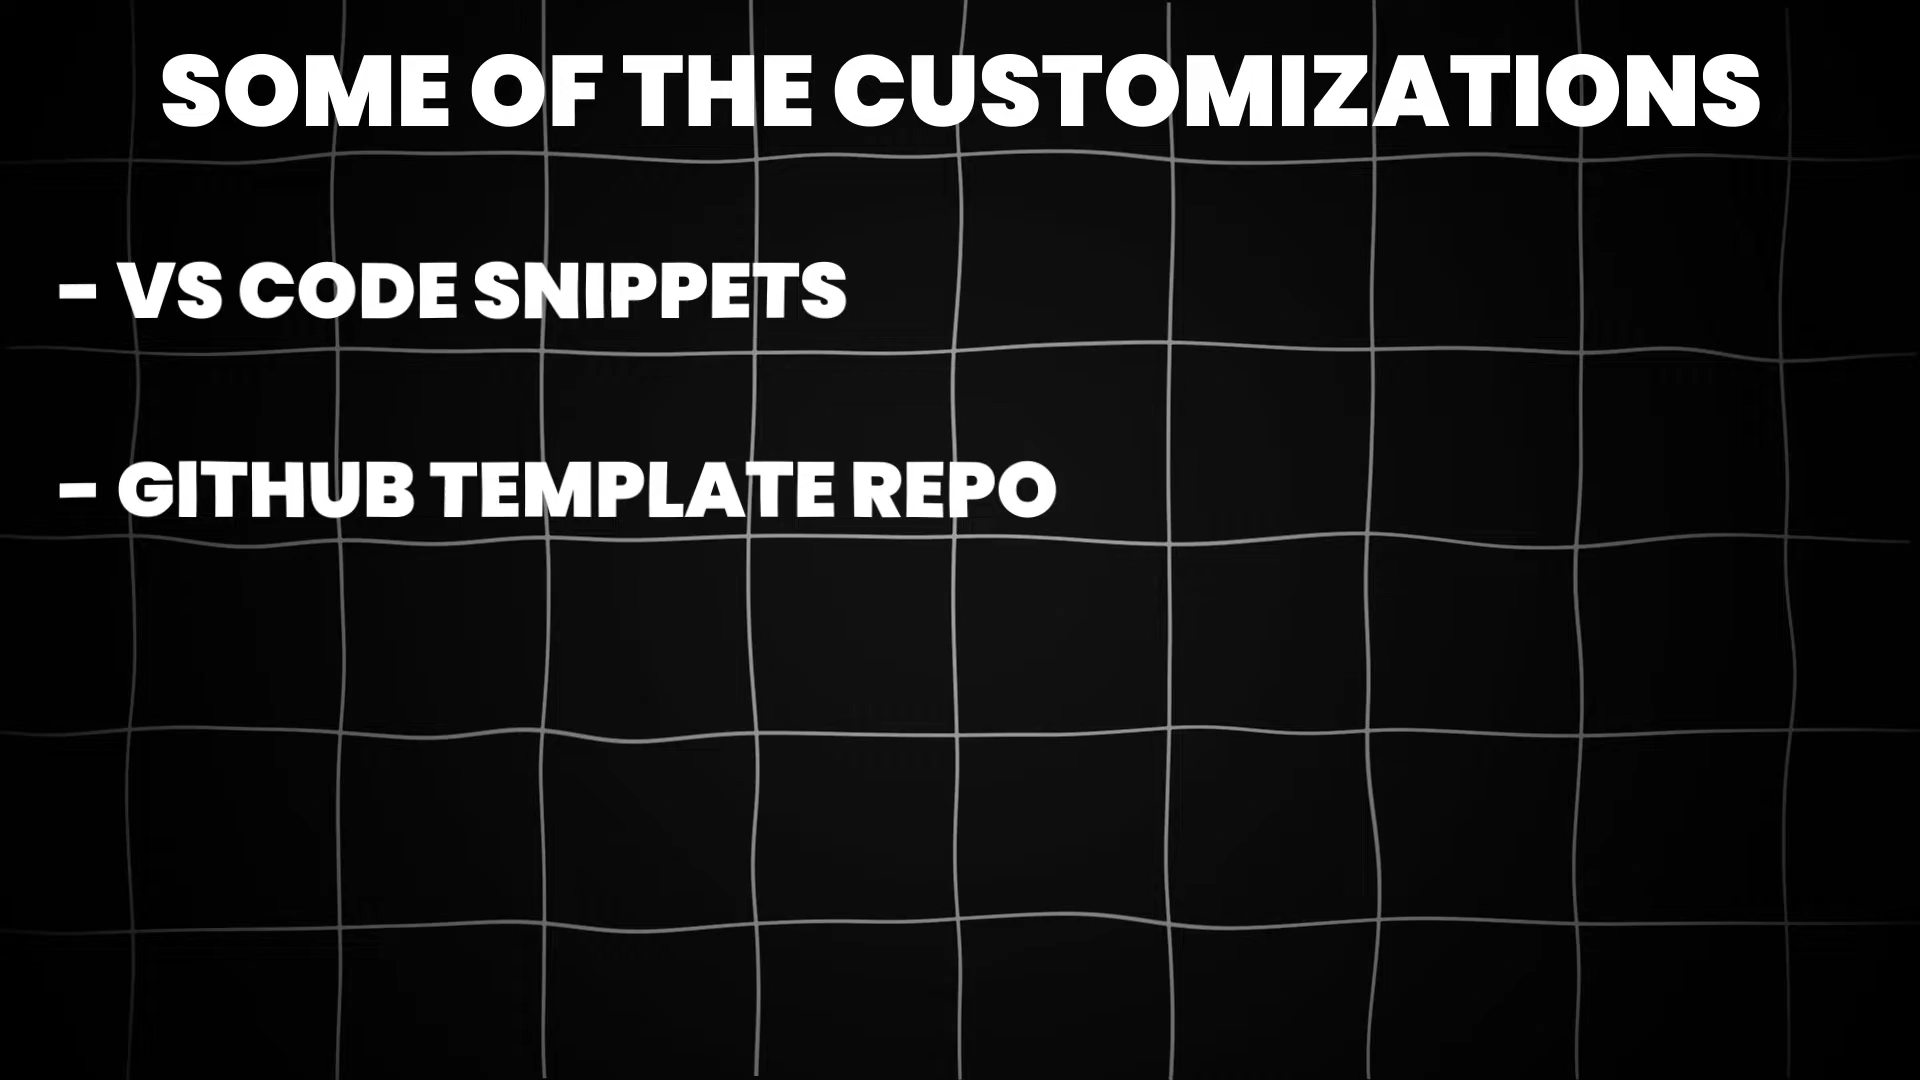 SOME OF THE CUSTOMIZATIONS
- VS CODE SNIPPETS
- GITHUB TEMPLATE REPO